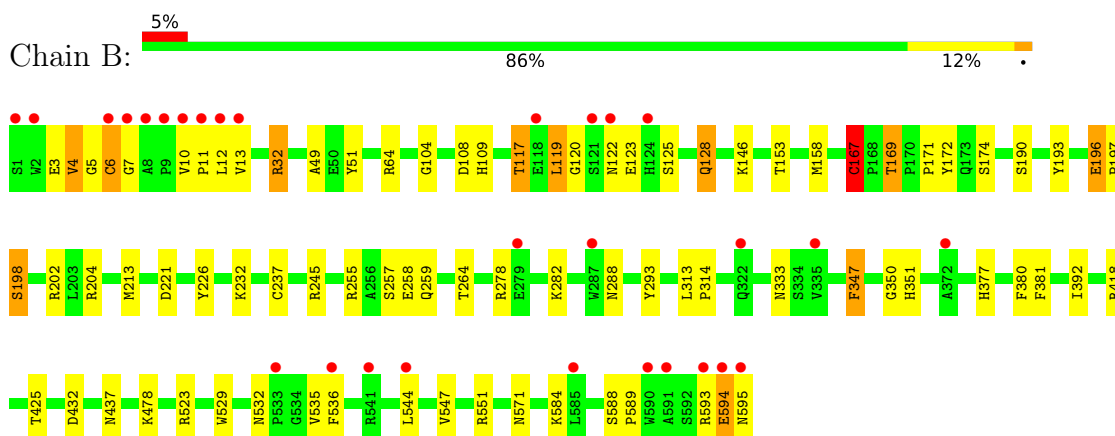 5%
Chain B:
86% 12% •
S1 W2 E3 V4 G5 C6 G7 A8 P9 V10 P11 L12 V13 R32 A49 E50 Y51 R64 G104 D108 H109 T117 E118 L119 G120 S121 N122 E123 H124 S125 Q128 K146 T153 M158 C167 P168 T169 P170 P171 Y172 Q173 S174 S190 Y193 E196
S198 R202 L203 R204 M213 D221 Y226 K232 C237 R245 R255 A256 S257 E258 Q259 T264 R278 E279 K282 W287 N288 Y293 L313 P314 Q322 N333 S334 V335 F347 G350 H351 A372 H377 F380 F381 I392
T425 D432 N437 K478 R523 W529 N532 P533 G534 V535 F536 R541 L544 V547 R551 N571 K584 L585 S588 P589 W590 A591 S592 R593 E594 N595